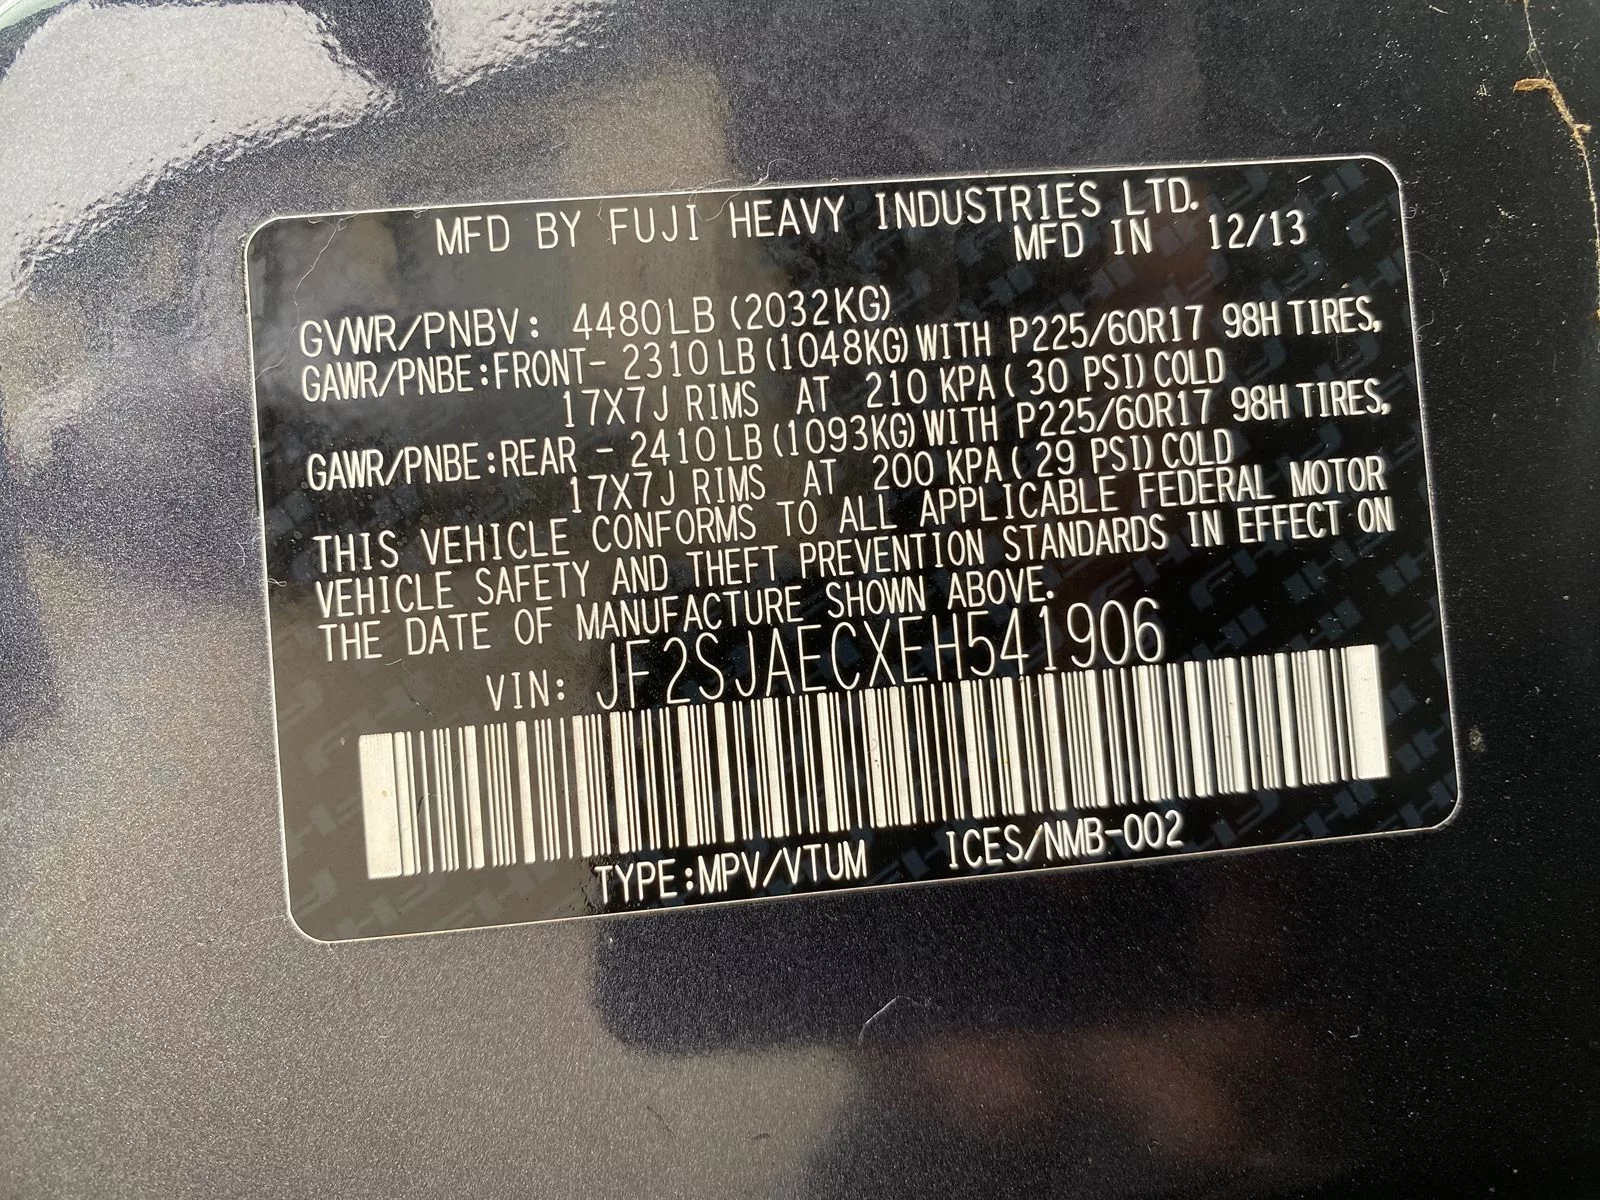 MFD BY FUJI HEAVY INDUSTRIES LTD.
MFD IN 12/13
GVWR/PNBV: 4480LB (2032KG)
GAWR/PNBE:FRONT- 2310 LB (1048KG) WITH P225/60R17 98H TIRES,
17X7J RIMS AT 210 KPA ( 30 PSI) COLD
GAWR/PNBE:REAR - 2410 LB (1093KG) WITH P225/60R17 98H TIRES,
17X7J RIMS AT 200 KPA ( 29 PSI) COLD
THIS VEHICLE CONFORMS TO ALL APPLICABLE FEDERAL MOTOR
VEHICLE SAFETY AND THEFT PREVENTION STANDARDS IN EFFECT ON
THE DATE OF MANUFACTURE SHOWN ABOVE.
VIN: JF2SJAECXEH541906
TYPE:MPV/VTUM ICES/NMB-002